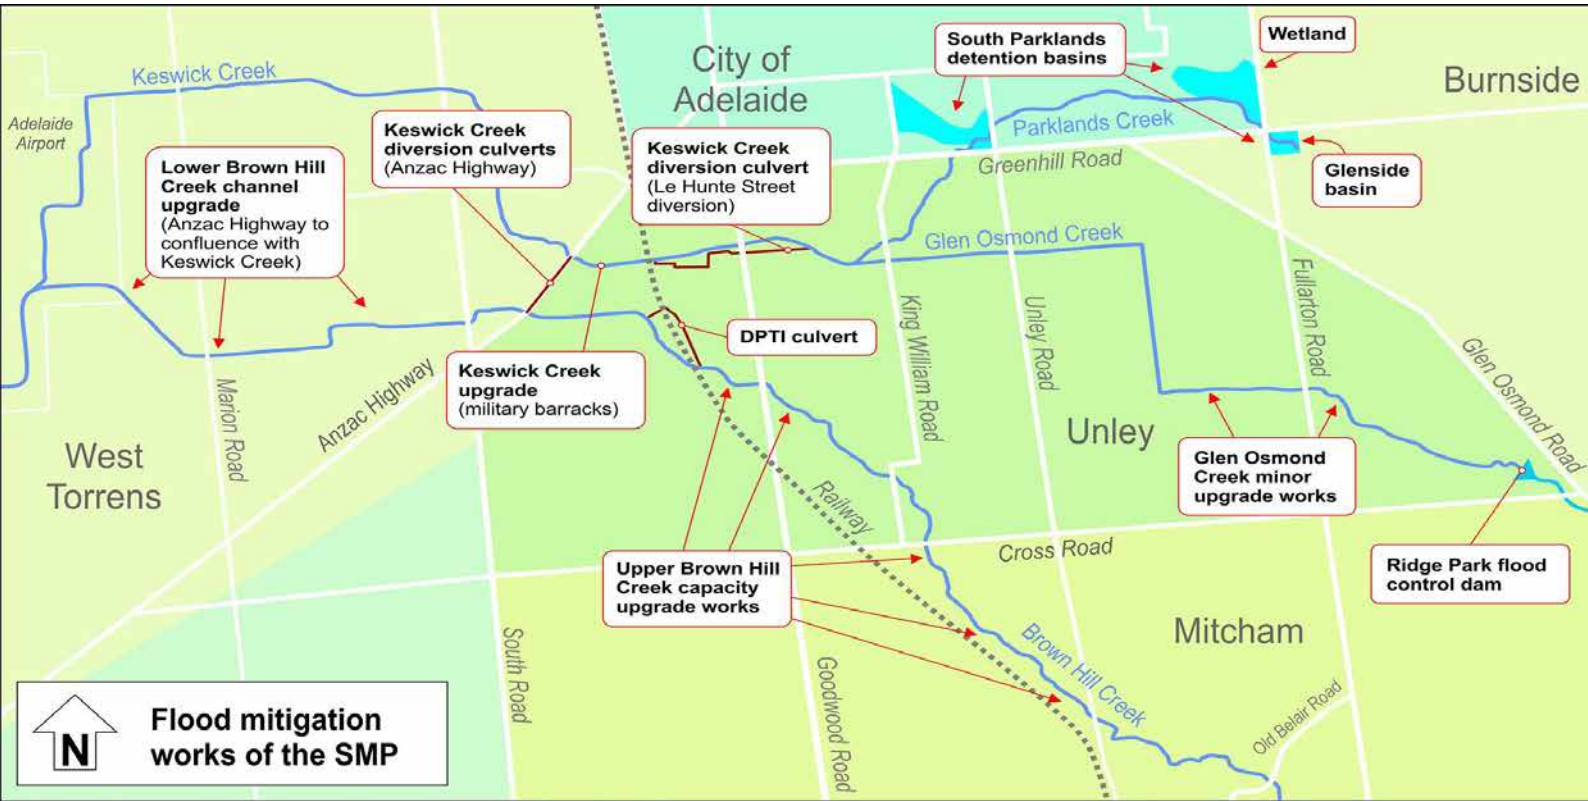 Keswick Creek
Adelaide
Airport
Lower Brown Hill
Creek channel
upgrade
(Anzac Highway to
confluence with
Keswick Creek)
Keswick Creek
diversion culverts
(Anzac Highway)
City of
Adelaide
Keswick Creek
diversion culvert
(Le Hunte Street
diversion)
South Parklands
detention basins
Wetland
Burnside
Parklands Creek
Greenhill Road
Glenside
basin
Glen Osmond Creek
Fullarton Road
King William Road
Unley Road
Glen Osmond Road
DPTI culvert
Keswick Creek
upgrade
(military barracks)
Anzac Highway
Marion Road
West
Torrens
Unley
Glen Osmond
Creek minor
upgrade works
Railway
Cross Road
Upper Brown Hill
Creek capacity
upgrade works
Ridge Park flood
control dam
Mitcham
Brown Hill Creek
South Road
Goodwood Road
Old Belair Road
N
Flood mitigation
works of the SMP